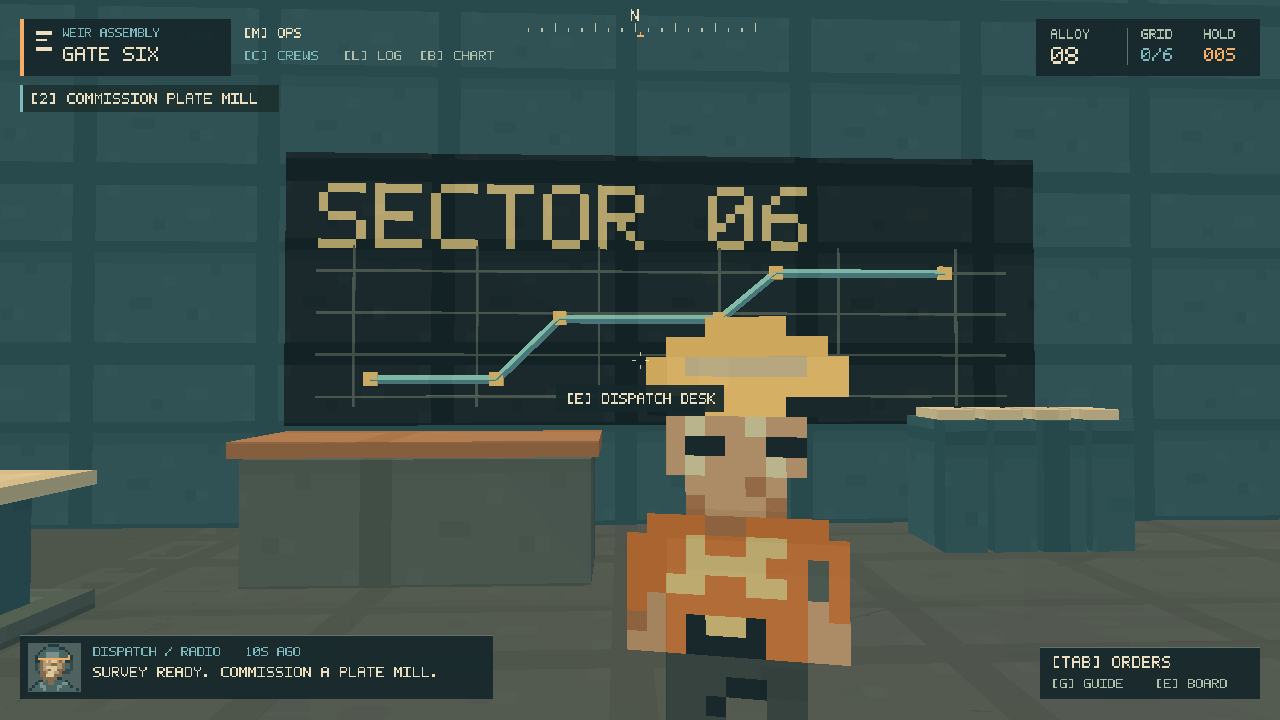 WEIR ASSEMBLY
GATE SIX
[M] OPS
[C] CREWS [L] LOG [B] CHART
N
ALLOY GRID HOLD
08 0/6 005
[2] COMMISSION PLATE MILL
SECTOR 06
[E] DISPATCH DESK
DISPATCH / RADIO 10S AGO
SURVEY READY. COMMISSION A PLATE MILL.
[TAB] ORDERS
[G] GUIDE [E] BOARD